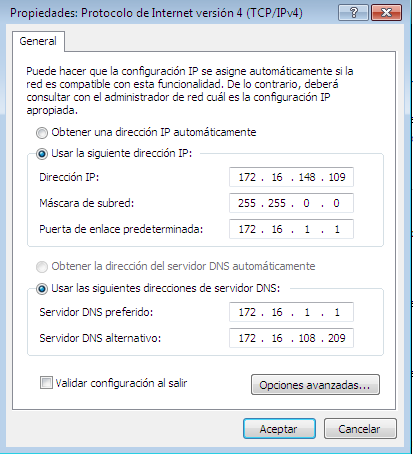 Propiedades: Protocolo de Internet versión 4 (TCP/IPv4)
General
Puede hacer que la configuración IP se asigne automáticamente si la
red es compatible con esta funcionalidad. De lo contrario, deberá
consultar con el administrador de red cuál es la configuración IP
apropiada.
Obtener una dirección IP automáticamente
Usar la siguiente dirección IP:
Dirección IP: 172 . 16 . 148 . 109
Máscara de subred: 255 . 255 . 0 . 0
Puerta de enlace predeterminada: 172 . 16 . 1 . 1
Obtener la dirección del servidor DNS automáticamente
Usar las siguientes direcciones de servidor DNS:
Servidor DNS preferido: 172 . 16 . 1 . 1
Servidor DNS alternativo: 172 . 16 . 108 . 209
Validar configuración al salir
Opciones avanzadas...
Aceptar Cancelar